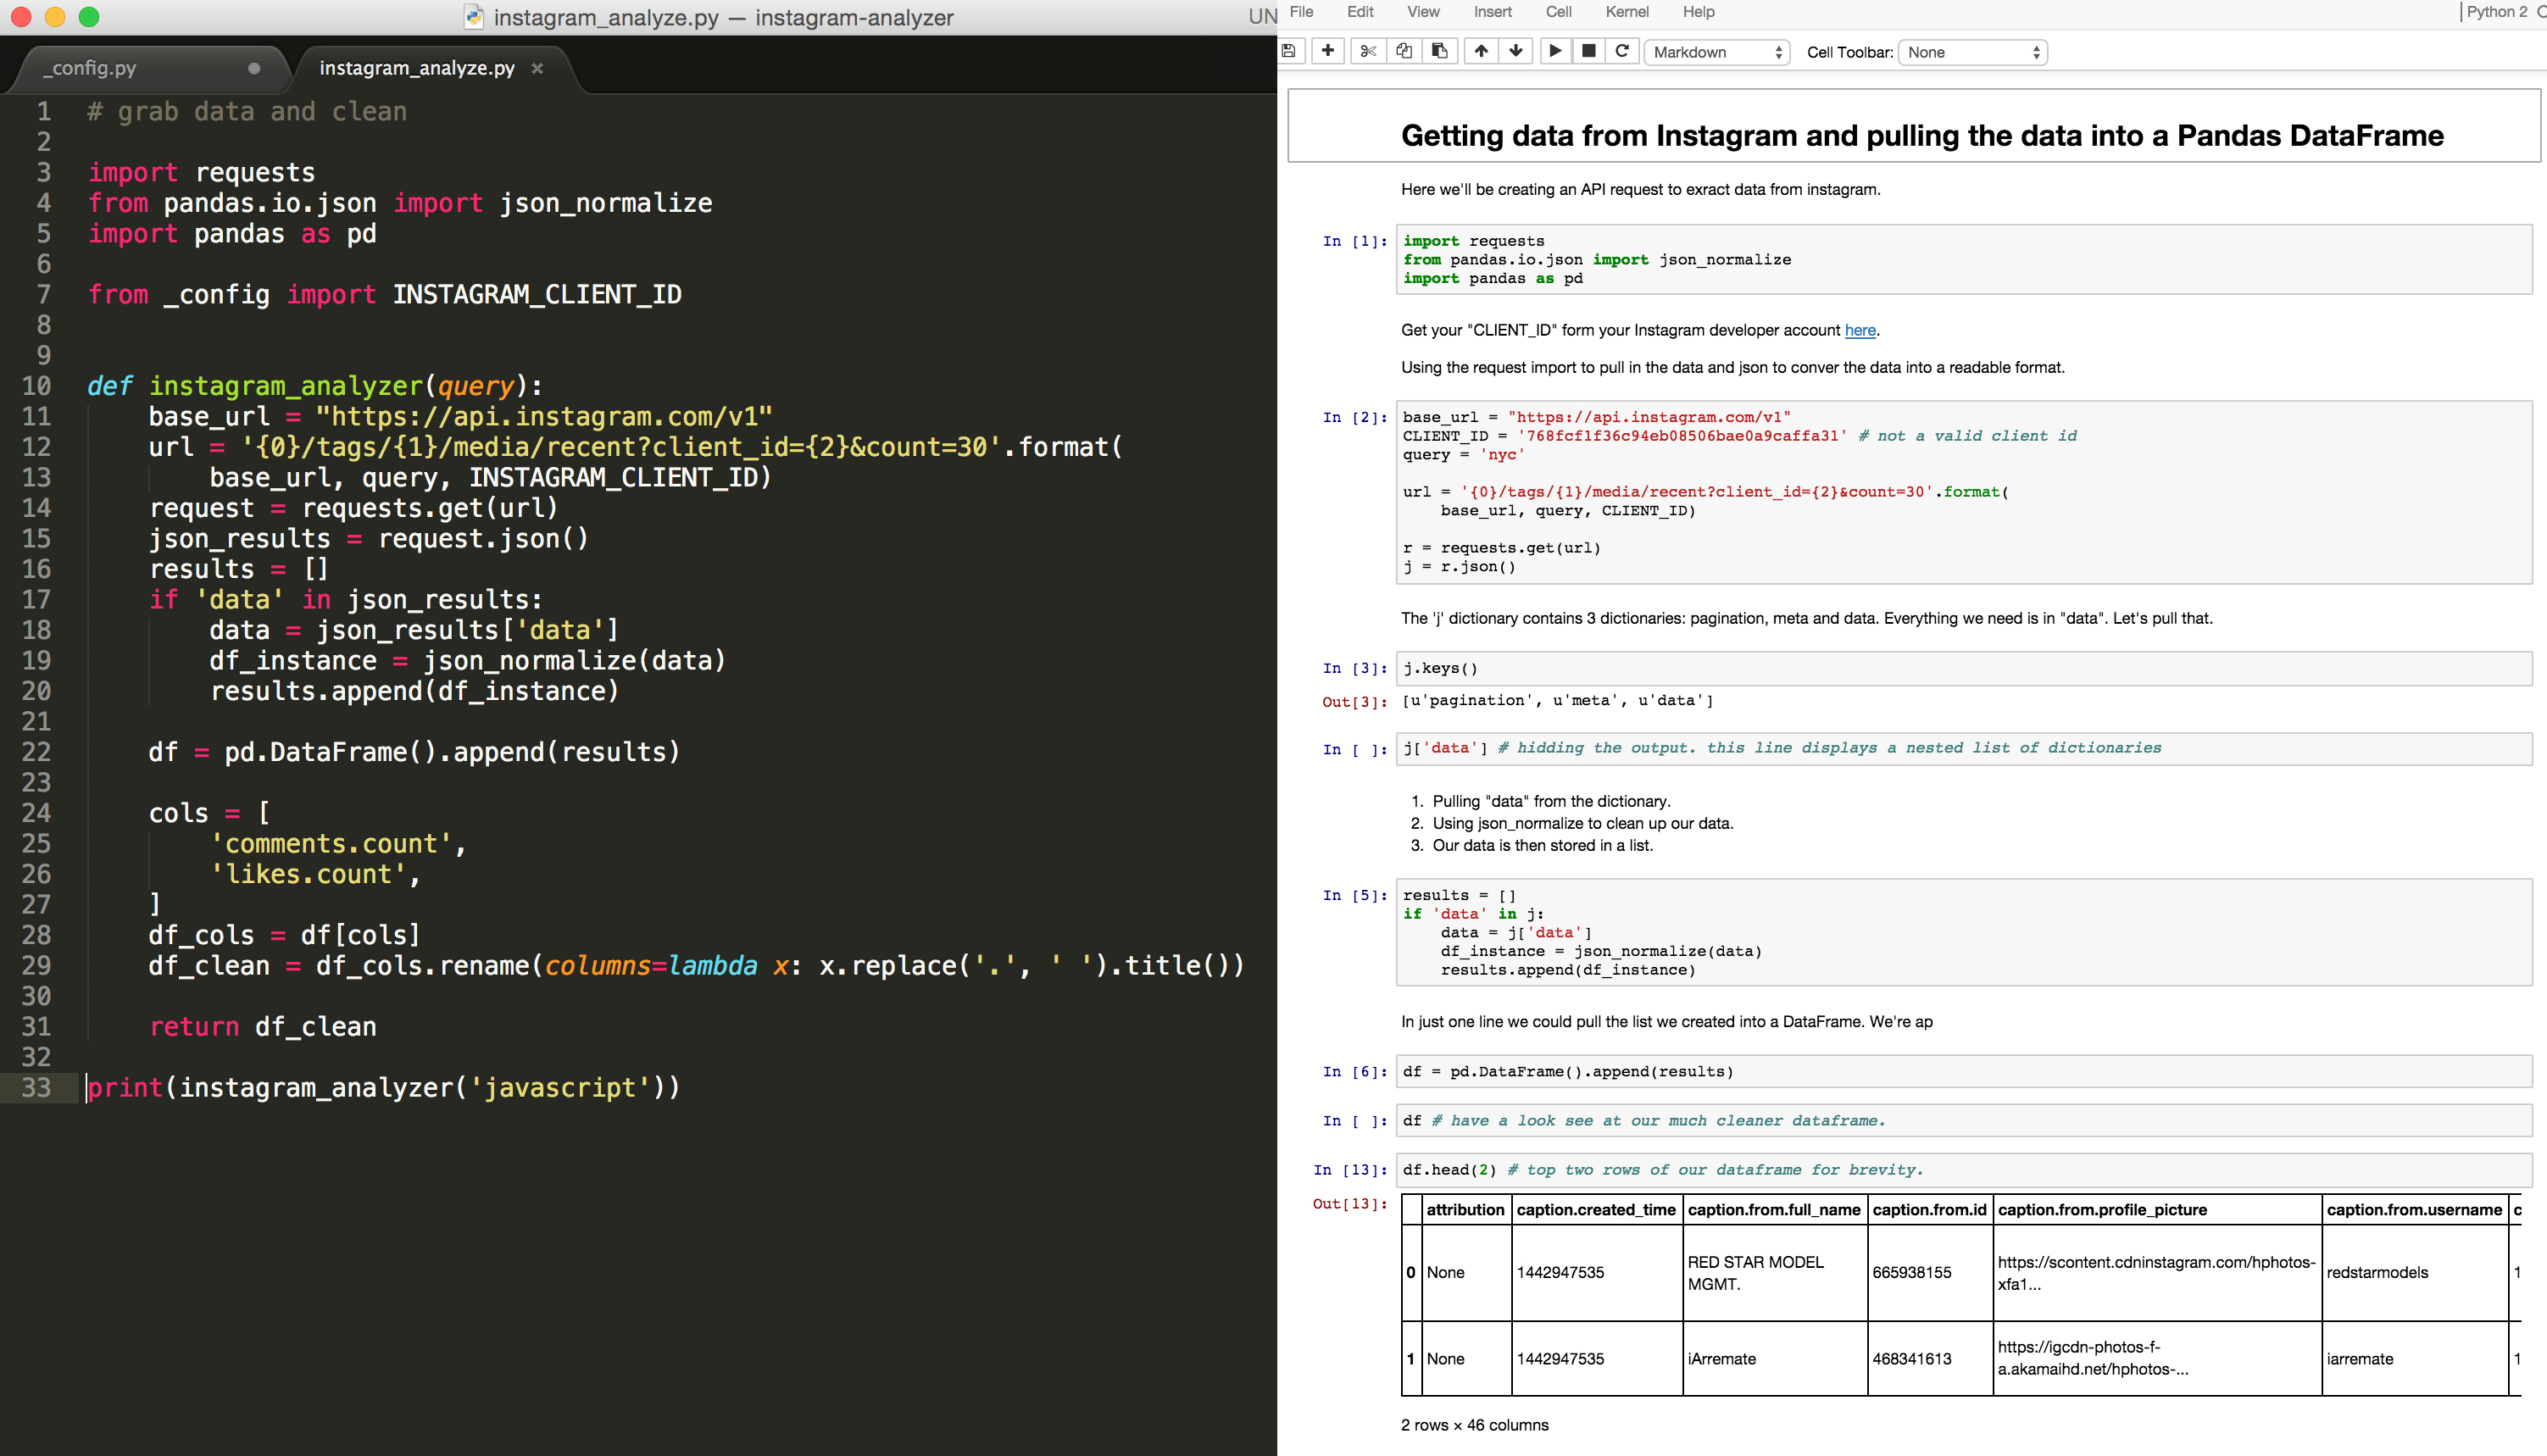 instagram_analyze.py — instagram-analyzer
UN
_config.py
instagram_analyze.py
1 # grab data and clean
2
3 import requests
4 from pandas.io.json import json_normalize
5 import pandas as pd
6
7 from _config import INSTAGRAM_CLIENT_ID
8
9
10 def instagram_analyzer(query):
11 base_url = "https://api.instagram.com/v1"
12 url = '{0}/tags/{1}/media/recent?client_id={2}&count=30'.format(
13 base_url, query, INSTAGRAM_CLIENT_ID)
14 request = requests.get(url)
15 json_results = request.json()
16 results = []
17 if 'data' in json_results:
18 data = json_results['data']
19 df_instance = json_normalize(data)
20 results.append(df_instance)
21
22 df = pd.DataFrame().append(results)
23
24 cols = [
25 'comments.count',
26 'likes.count',
27 ]
28 df_cols = df[cols]
29 df_clean = df_cols.rename(columns=lambda x: x.replace('.', ' ').title())
30
31 return df_clean
32
33 print(instagram_analyzer('javascript'))
File Edit View Insert Cell Kernel Help Python 2
Markdown Cell Toolbar: None
Getting data from Instagram and pulling the data into a Pandas DataFrame
Here we'll be creating an API request to exract data from instagram.
In [1]: import requests
from pandas.io.json import json_normalize
import pandas as pd
Get your "CLIENT_ID" form your Instagram developer account here.
Using the request import to pull in the data and json to conver the data into a readable format.
In [2]: base_url = "https://api.instagram.com/v1"
CLIENT_ID = '768fcf1f36c94eb08506bae0a9caffa31' # not a valid client id
query = 'nyc'
url = '{0}/tags/{1}/media/recent?client_id={2}&count=30'.format(
base_url, query, CLIENT_ID)
r = requests.get(url)
j = r.json()
The 'j' dictionary contains 3 dictionaries: pagination, meta and data. Everything we need is in "data". Let's pull that.
In [3]: j.keys()
Out[3]: [u'pagination', u'meta', u'data']
In [ ]: j['data'] # hidding the output. this line displays a nested list of dictionaries
1. Pulling "data" from the dictionary.
2. Using json_normalize to clean up our data.
3. Our data is then stored in a list.
In [5]: results = []
if 'data' in j:
data = j['data']
df_instance = json_normalize(data)
results.append(df_instance)
In just one line we could pull the list we created into a DataFrame. We're ap
In [6]: df = pd.DataFrame().append(results)
In [ ]: df # have a look see at our much cleaner dataframe.
In [13]: df.head(2) # top two rows of our dataframe for brevity.
Out[13]:
attribution caption.created_time caption.from.full_name caption.from.id caption.from.profile_picture caption.from.username c
0 None 1442947535 RED STAR MODEL MGMT. 665938155 https://scontent.cdninstagram.com/hphotos-xfa1... redstarmodels 1
1 None 1442947535 iArremate 468341613 https://igcdn-photos-f-a.akamaihd.net/hphotos-... iarremate 1
2 rows × 46 columns